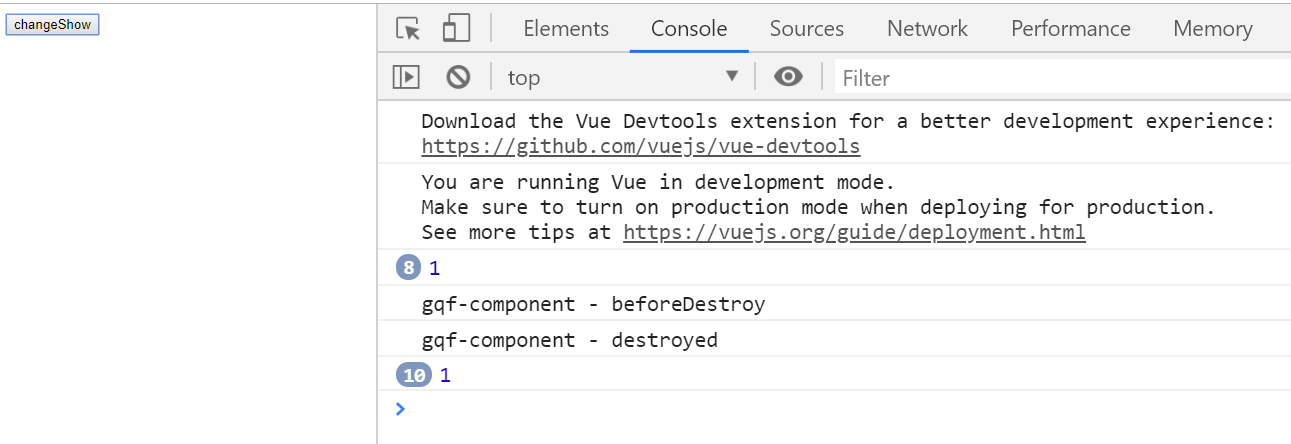 changeShow
Elements Console Sources Network Performance Memory
top Filter
Download the Vue Devtools extension for a better development experience:
https://github.com/vuejs/vue-devtools
You are running Vue in development mode.
Make sure to turn on production mode when deploying for production.
See more tips at https://vuejs.org/guide/deployment.html
8 1
gqf-component - beforeDestroy
gqf-component - destroyed
10 1